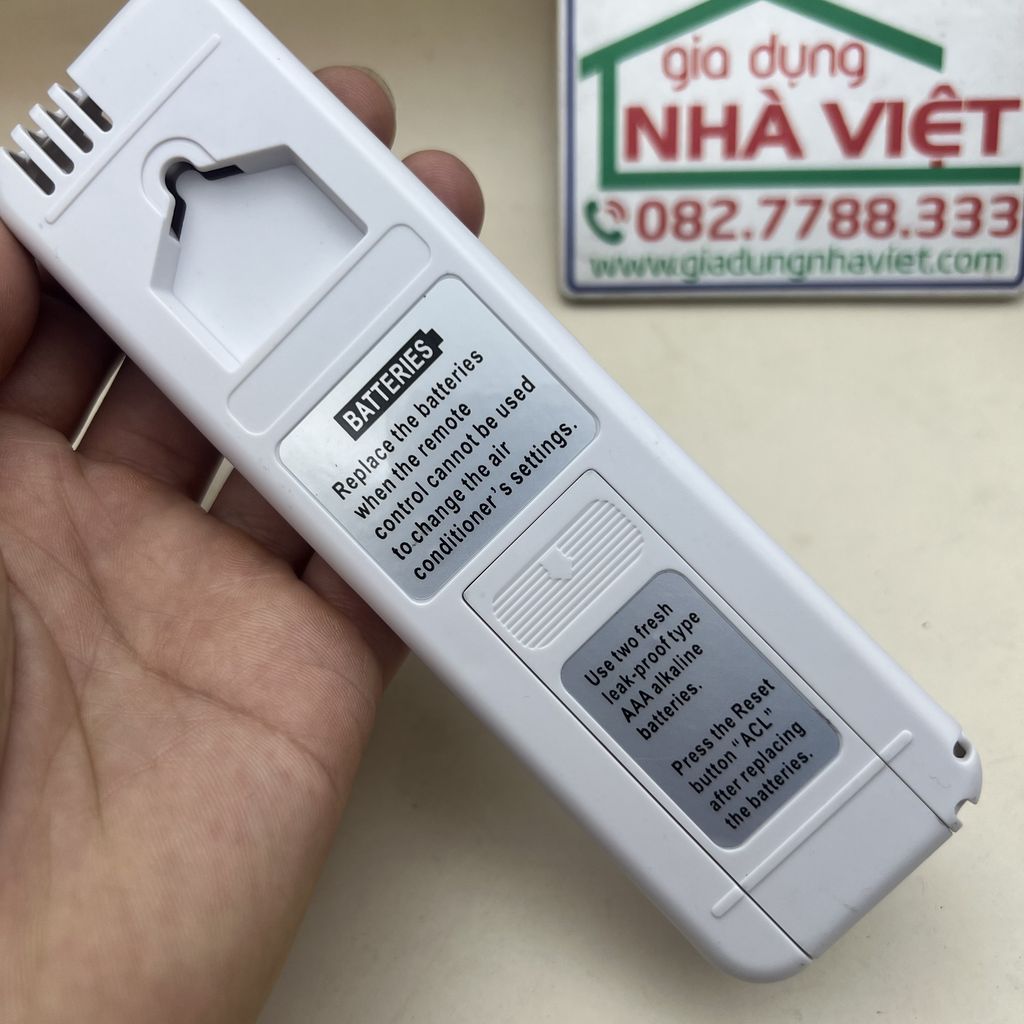 gia dụng
NHÀ VIỆT
082.7788.333
www.giadungnhaviet.com
BATTERIES
Replace the batteries
when the remote
control cannot be used
to change the air
conditioner's settings.
Use two fresh
leak-proof type
AAA alkaline
batteries.
Press the Reset
button "ACL"
after replacing
the batteries.